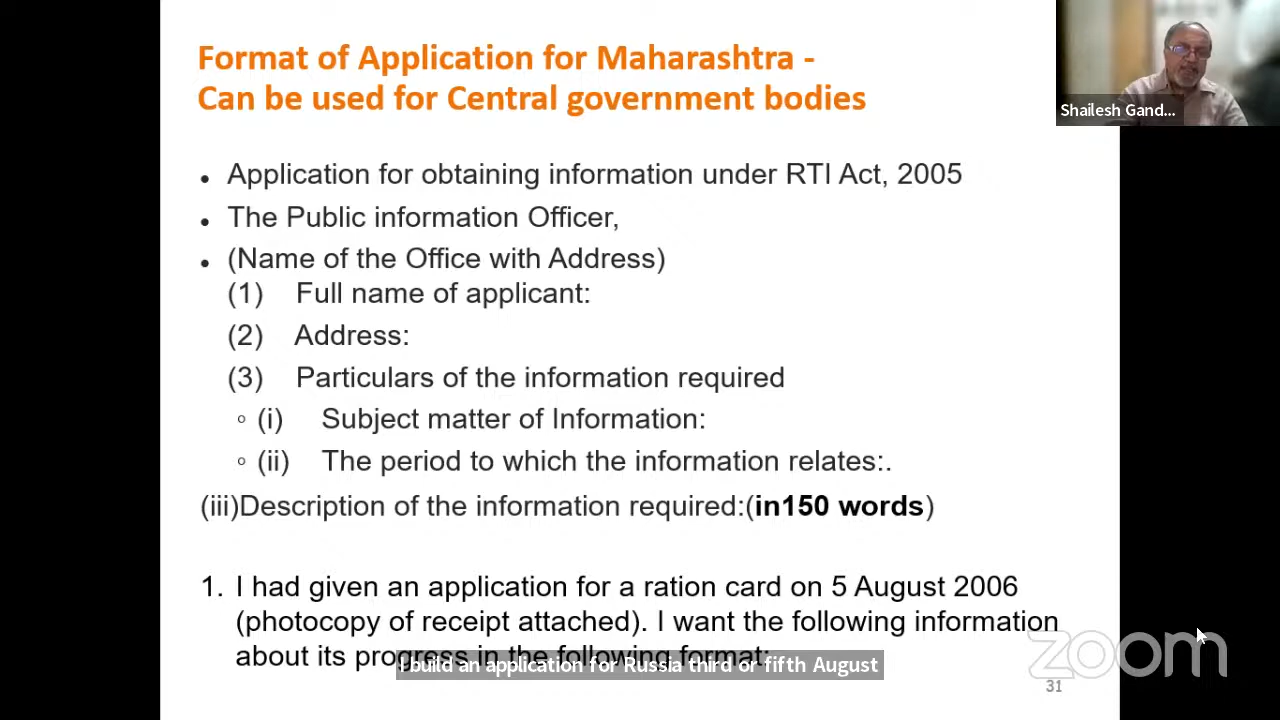 Format of Application for Maharashtra -
Can be used for Central government bodies
Shailesh Gand...
• Application for obtaining information under RTI Act, 2005
• The Public information Officer,
• (Name of the Office with Address)
(1) Full name of applicant:
(2) Address:
(3) Particulars of the information required
◦ (i) Subject matter of Information:
◦ (ii) The period to which the information relates:.
(iii)Description of the information required:(in150 words)
1. I had given an application for a ration card on 5 August 2006
(photocopy of receipt attached). I want the following information
about its progress in the following format:
I build an application for Russia third or fifth August
zoom
31